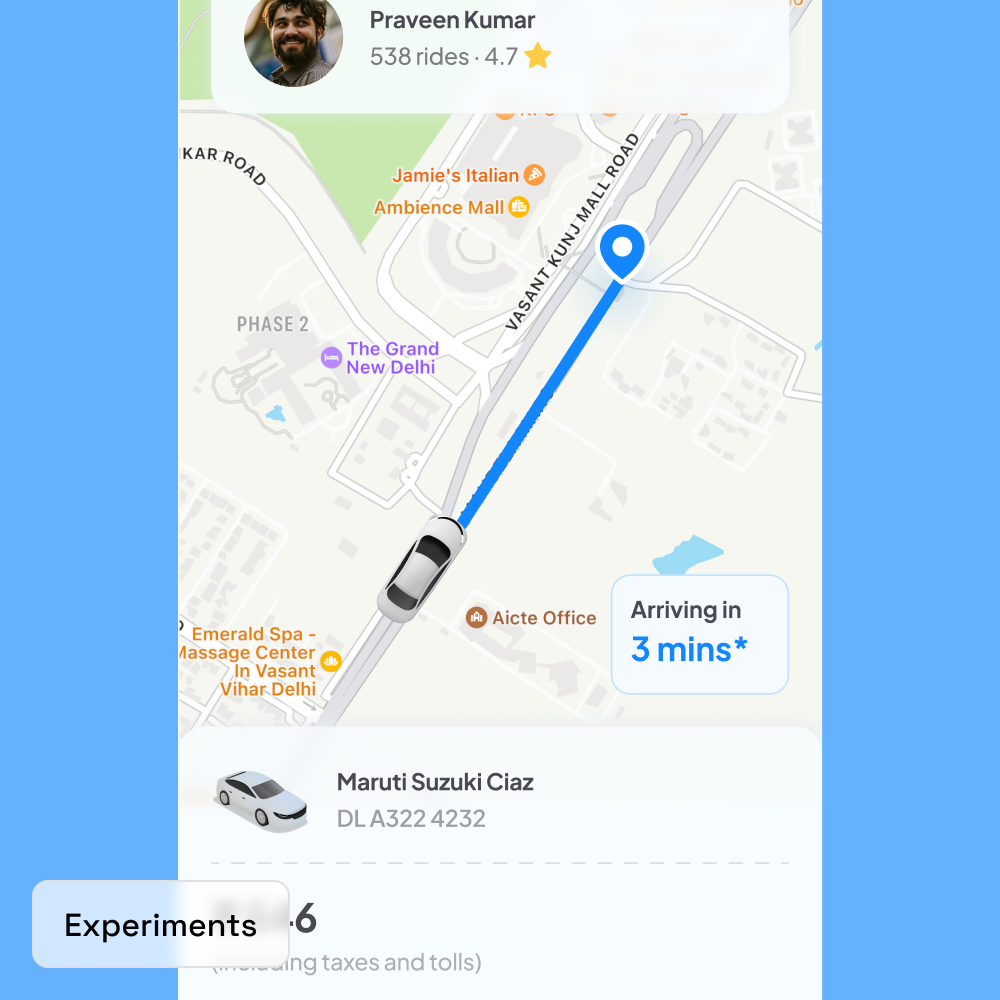 Praveen Kumar
538 rides · 4.7
KAR ROAD
Jamie's Italian
Ambience Mall
VASANT KUNJ MALL ROAD
PHASE 2
The Grand
New Delhi
Aicte Office
Emerald Spa -
Massage Center
In Vasant
Vihar Delhi
Arriving in
3 mins*
Maruti Suzuki Ciaz
DL A322 4232
Experiments
(including taxes and tolls)